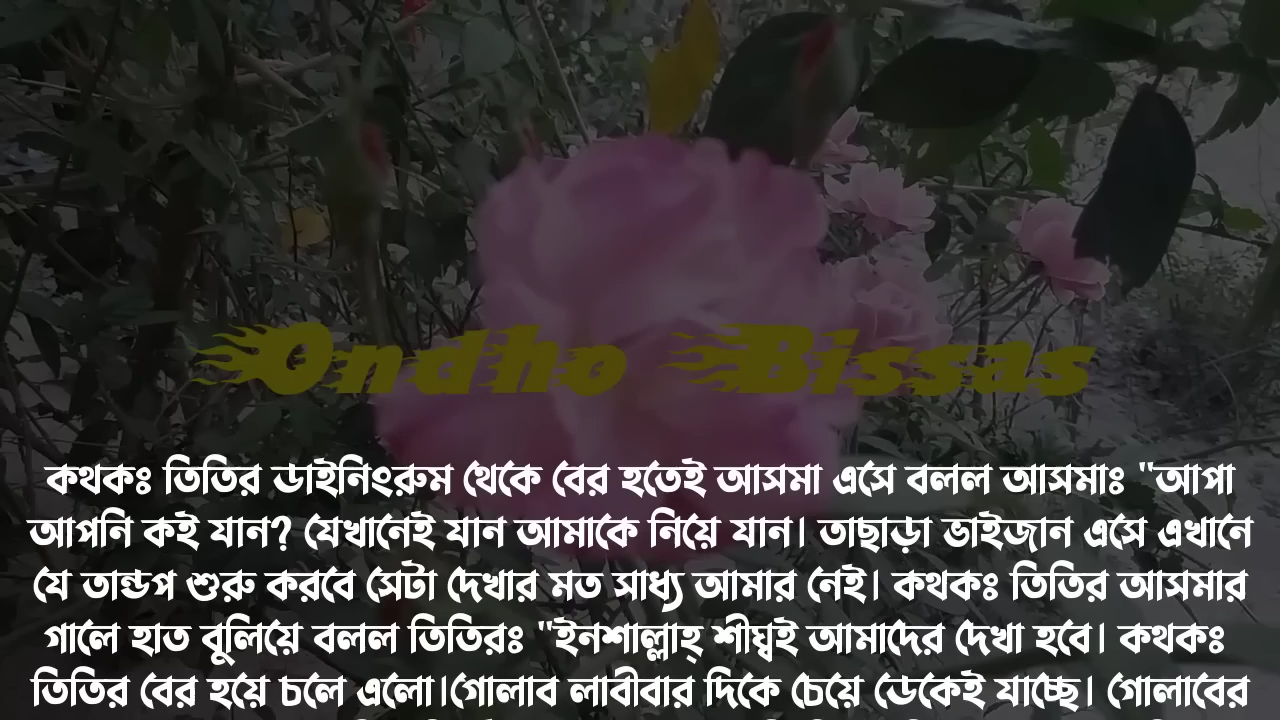 Ondho Bissas
কথকঃ তিতির ডাইনিংরুম থেকে বের হতেই আসমা এসে বলল আসমাঃ "আপা
আপনি কই যান? যেখানেই যান আমাকে নিয়ে যান। তাছাড়া ভাইজান এসে এখানে
যে তান্ডপ শুরু করবে সেটা দেখার মত সাধ্য আমার নেই। কথকঃ তিতির আসমার
গালে হাত বুলিয়ে বলল তিতিরঃ "ইনশাল্লাহ্ শীঘ্বই আমাদের দেখা হবে। কথকঃ
তিতির বের হয়ে চলে এলো।গোলাব লাবীবার দিকে চেয়ে ডেকেই যাচ্ছে। গোলাবের